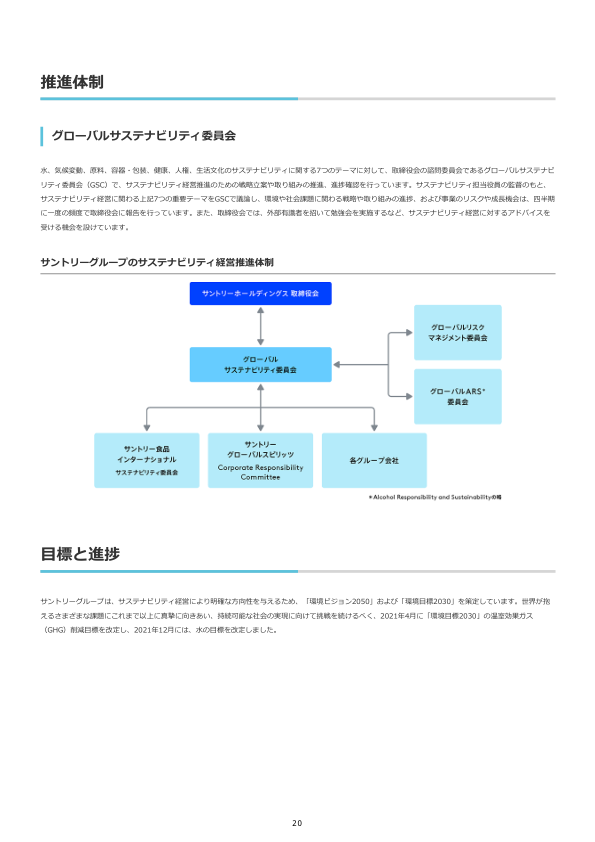 推進体制
グローバルサステナビリティ委員会
水、気候変動、原料、容器・包装、健康、人権、生活文化のサステナビリティに関する7つのテーマに対して、取締役会の諮問委員会であるグローバルサステナビ
リティ委員会（GSC）で、サステナビリティ経営推進のための戦略立案や取り組みの推進、進捗確認を行っています。サステナビリティ担当役員の監督のもと、
サステナビリティ経営に関わる上記7つの重要テーマをGSCで議論し、環境や社会課題に関わる戦略や取り組みの進捗、および事業のリスクや成長機会は、四半期
に一度の頻度で取締役会に報告を行っています。また、取締役会では、外部有識者を招いて勉強会を実施するなど、サステナビリティ経営に対するアドバイスを
受ける機会を設けています。
サントリーグループのサステナビリティ経営推進体制
サントリーホールディングス 取締役会
グローバルリスク
マネジメント委員会
グローバル
サステナビリティ委員会
グローバルARS*
委員会
サントリー食品
インターナショナル
サステナビリティ委員会
サントリー
グローバルスピリッツ
Corporate Responsibility
Committee
各グループ会社
*Alcohol Responsibility and Sustainabilityの略
目標と進捗
サントリーグループは、サステナビリティ経営により明確な方向性を与えるため、「環境ビジョン2050」および「環境目標2030」を策定しています。世界が抱
えるさまざまな課題にこれまで以上に真摯に向きあい、持続可能な社会の実現に向けて挑戦を続けるべく、2021年4月に「環境目標2030」の温室効果ガス
（GHG）削減目標を改定し、2021年12月には、水の目標を改定しました。
20